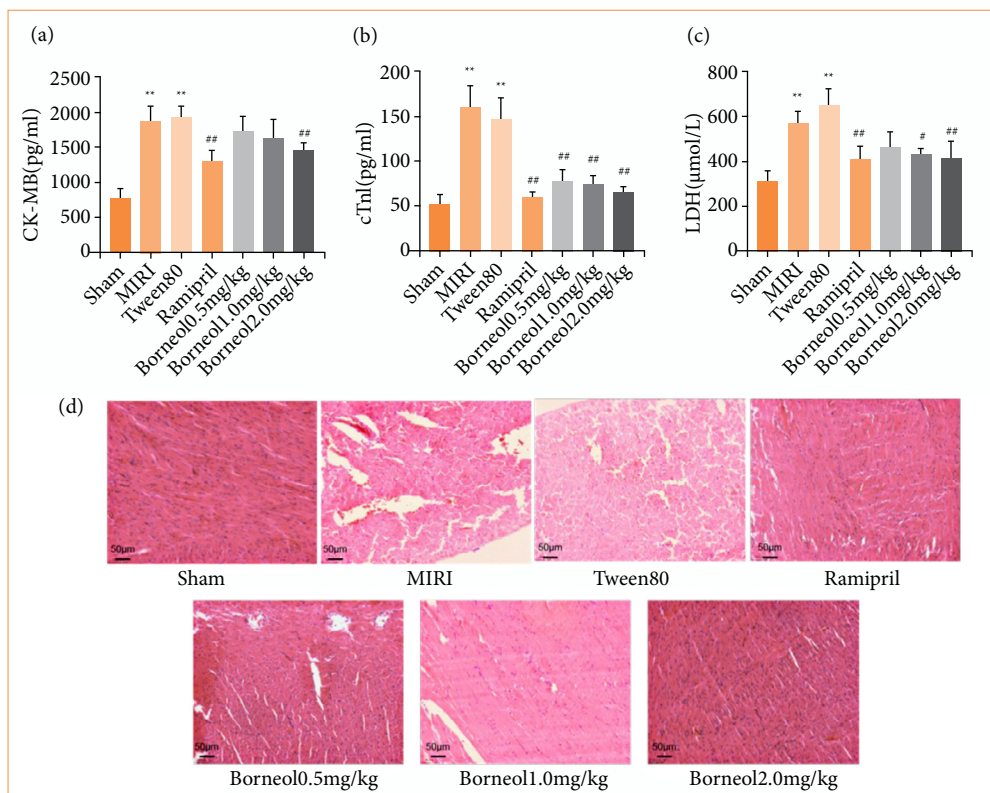 (a)
CK-MB(pg/ml)
2500
2000
1500
1000
500
0
**
**
##
##
Sham
MIRI
Tween80
Ramipril
Borneol0.5mg/kg
Borneol1.0mg/kg
Borneol2.0mg/kg
(b)
cTnl(pg/ml)
200
150
100
50
0
**
**
##
##
##
##
Sham
MIRI
Tween80
Ramipril
Borneol0.5mg/kg
Borneol1.0mg/kg
Borneol2.0mg/kg
(c)
LDH(μmol/L)
800
600
400
600
0
**
**
##
#
##
Sham
MIRI
Tween80
Ramipril
Borneol0.5mg/kg
Borneol1.0mg/kg
Borneol2.0mg/kg
(d)
50μm
50μm
50μm
50μm
Sham
MIRI
Tween80
Ramipril
50μm
50μm
50μm
Borneol0.5mg/kg
Borneol1.0mg/kg
Borneol2.0mg/kg